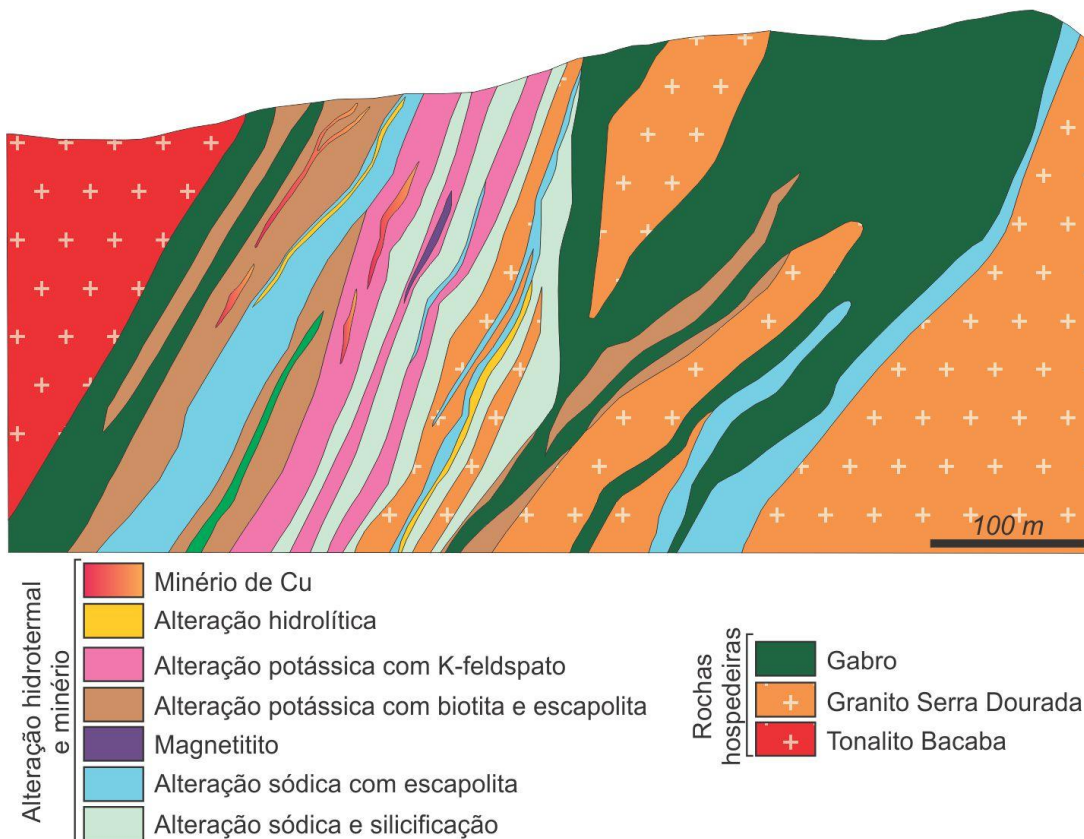 100 m
Alteração hidrotermal
e minério
Minério de Cu
Alteração hidrolítica
Alteração potássica com K-feldspato
Alteração potássica com biotita e escapolita
Magnetitito
Alteração sódica com escapolita
Alteração sódica e silicificação
Rochas
hospedeiras
Gabro
Granito Serra Dourada
Tonalito Bacaba